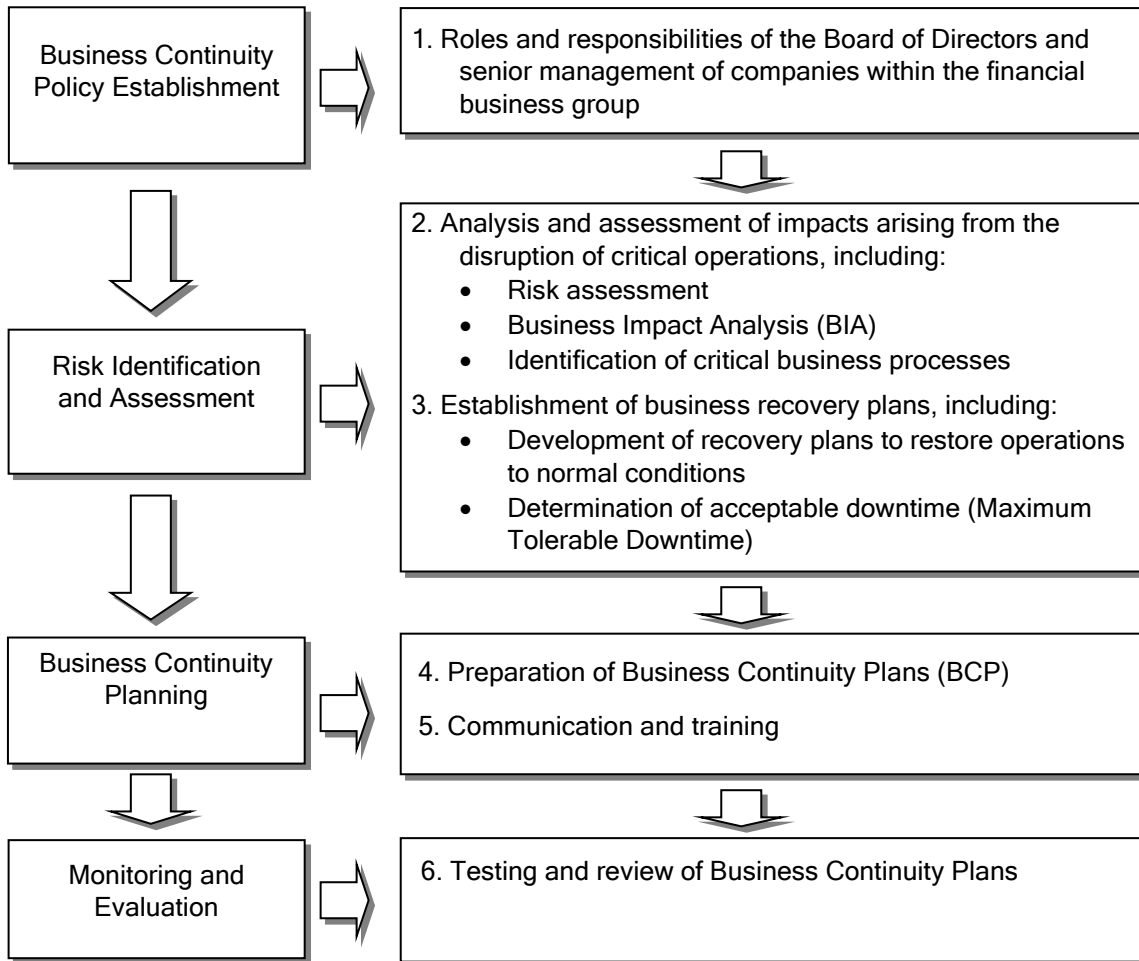 Business Continuity
Policy Establishment
1. Roles and responsibilities of the Board of Directors and
senior management of companies within the financial
business group
2. Analysis and assessment of impacts arising from the
disruption of critical operations, including:
• Risk assessment
• Business Impact Analysis (BIA)
• Identification of critical business processes
Risk Identification
and Assessment
3. Establishment of business recovery plans, including:
• Development of recovery plans to restore operations
to normal conditions
• Determination of acceptable downtime (Maximum
Tolerable Downtime)
Business Continuity
Planning
4. Preparation of Business Continuity Plans (BCP)
5. Communication and training
Monitoring and
Evaluation
6. Testing and review of Business Continuity Plans